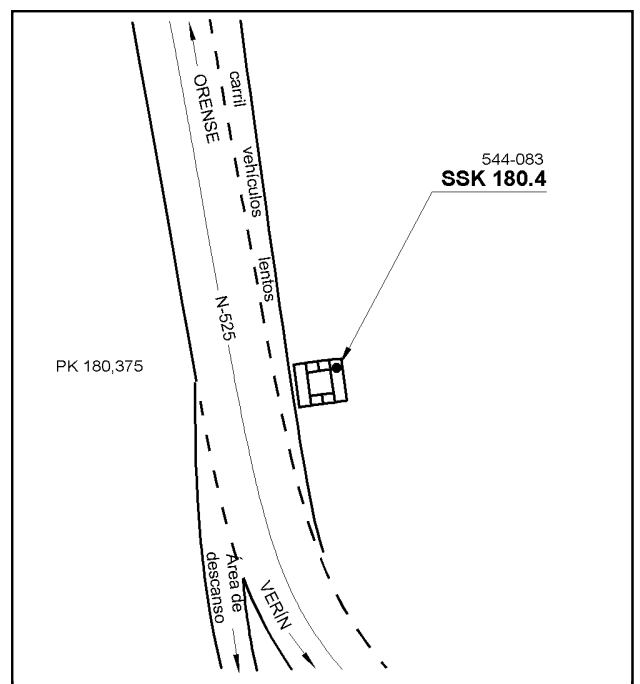 ORENSE
carril
vehículos
lentos
544-083
SSK 180.4
N-525
PK 180,375
Área de
descanso
VERÍN